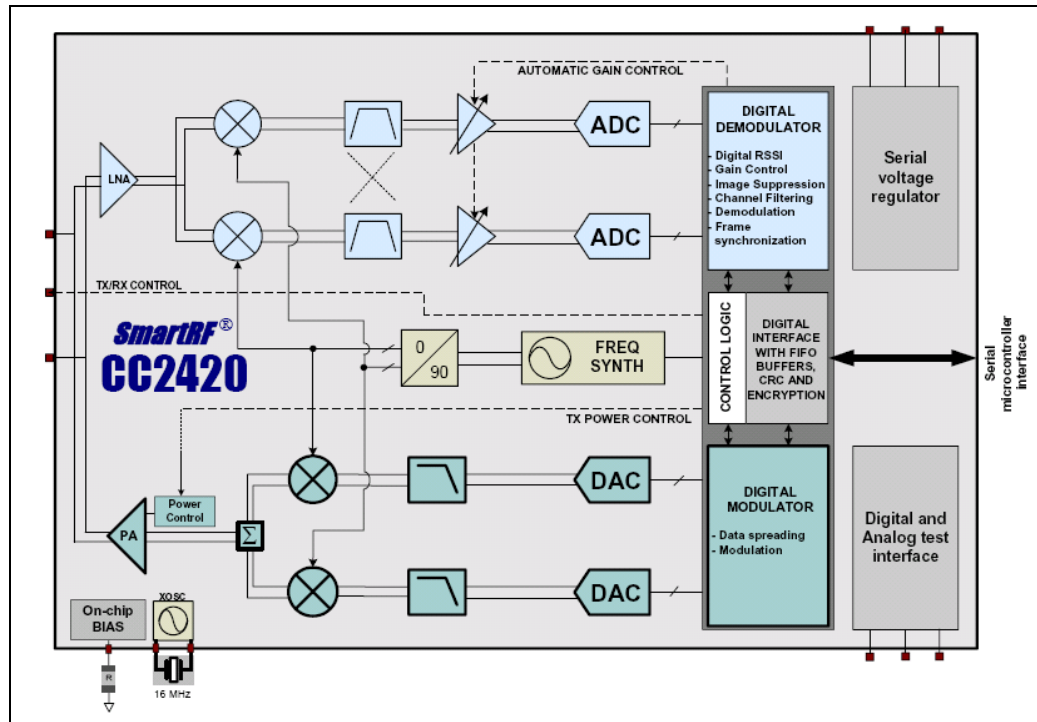 AUTOMATIC GAIN CONTROL
LNA
ADC
ADC
DIGITAL
DEMODULATOR
- Digital RSSI
- Gain Control
- Image Suppression
- Channel Filtering
- Demodulation
- Frame
synchronization
Serial
voltage
regulator
TX/RX CONTROL
SmartRF®
CC2420
0
90
FREQ
SYNTH
CONTROL LOGIC
DIGITAL
INTERFACE
WITH FIFO
BUFFERS,
CRC AND
ENCRYPTION
Serial
microcontroller
interface
TX POWER CONTROL
Power
Control
PA
Σ
DAC
DAC
DIGITAL
MODULATOR
- Data spreading
- Modulation
Digital and
Analog test
interface
On-chip
BIAS
XOSC
R
16 MHz